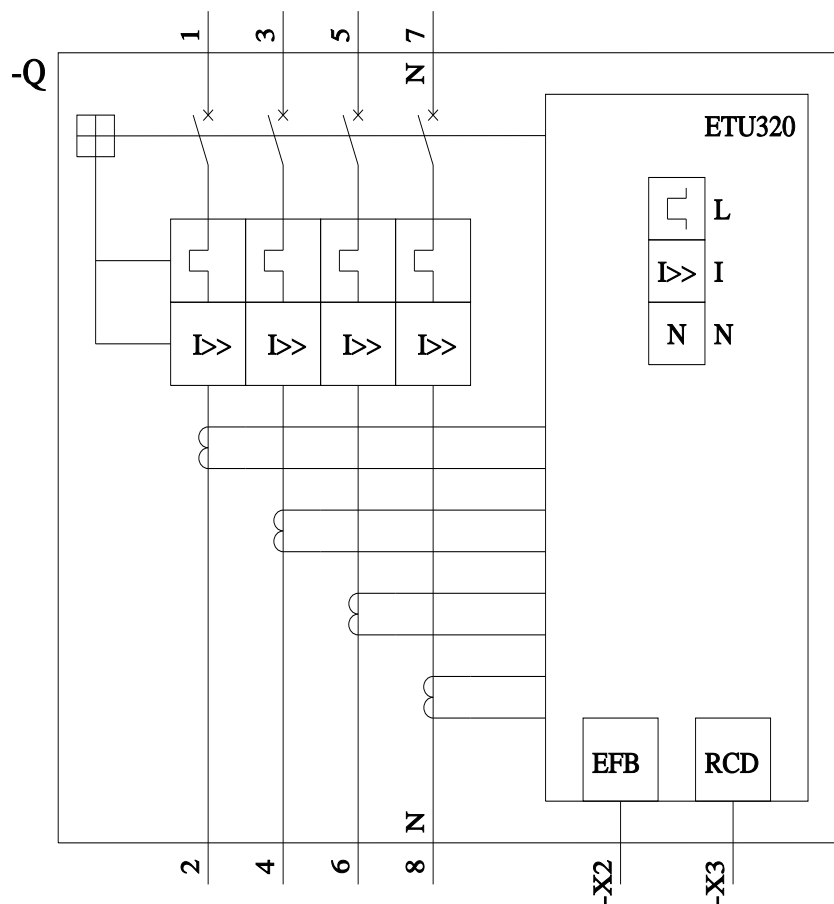 1 3 5 7
-Q
N
ETU320
L
I>> I
N N
I>> I>> I>> I>>
EFB RCD
N
2 4 6 8 -X2 -X3